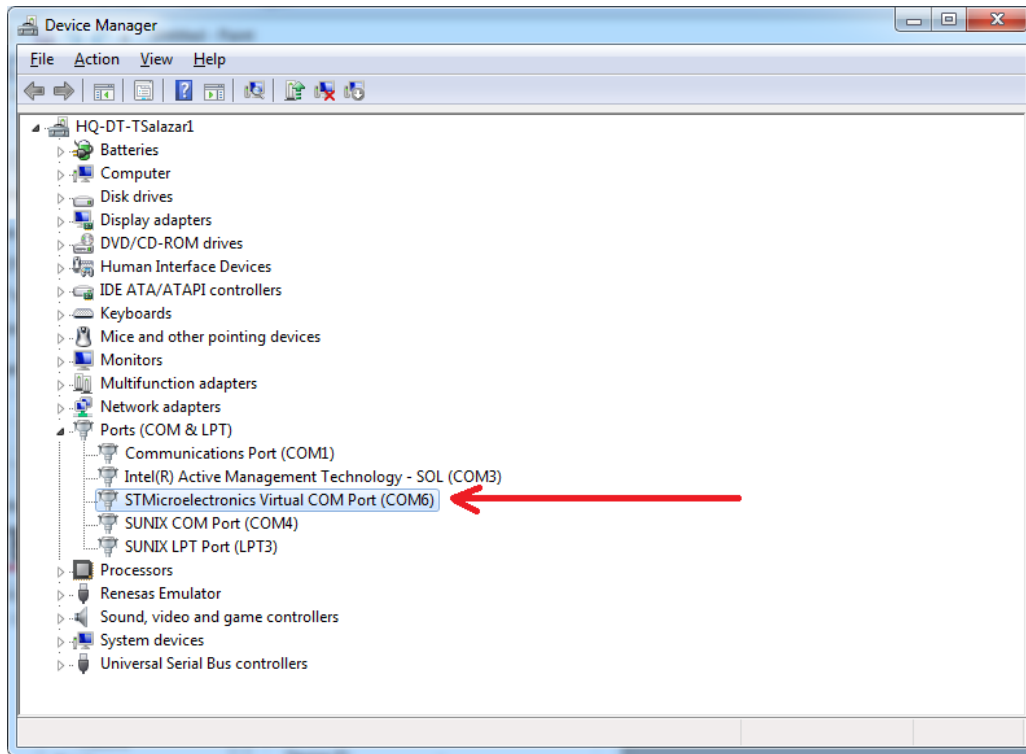 Device Manager
File Action View Help
HQ-DT-TSalazar1
Batteries
Computer
Disk drives
Display adapters
DVD/CD-ROM drives
Human Interface Devices
IDE ATA/ATAPI controllers
Keyboards
Mice and other pointing devices
Monitors
Multifunction adapters
Network adapters
Ports (COM & LPT)
Communications Port (COM1)
Intel(R) Active Management Technology - SOL (COM3)
STMicroelectronics Virtual COM Port (COM6)
SUNIX COM Port (COM4)
SUNIX LPT Port (LPT3)
Processors
Renesas Emulator
Sound, video and game controllers
System devices
Universal Serial Bus controllers